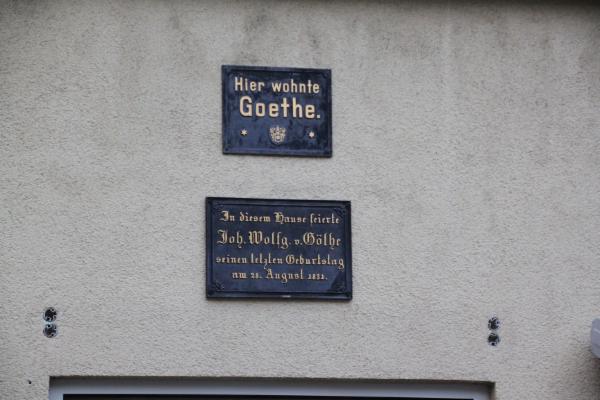 Hier wohnte
Goethe.
In diesem Hause feierte
Joh. Wolfg. v. Göthe
seinen letzten Geburtstag
am 28. August 1831.